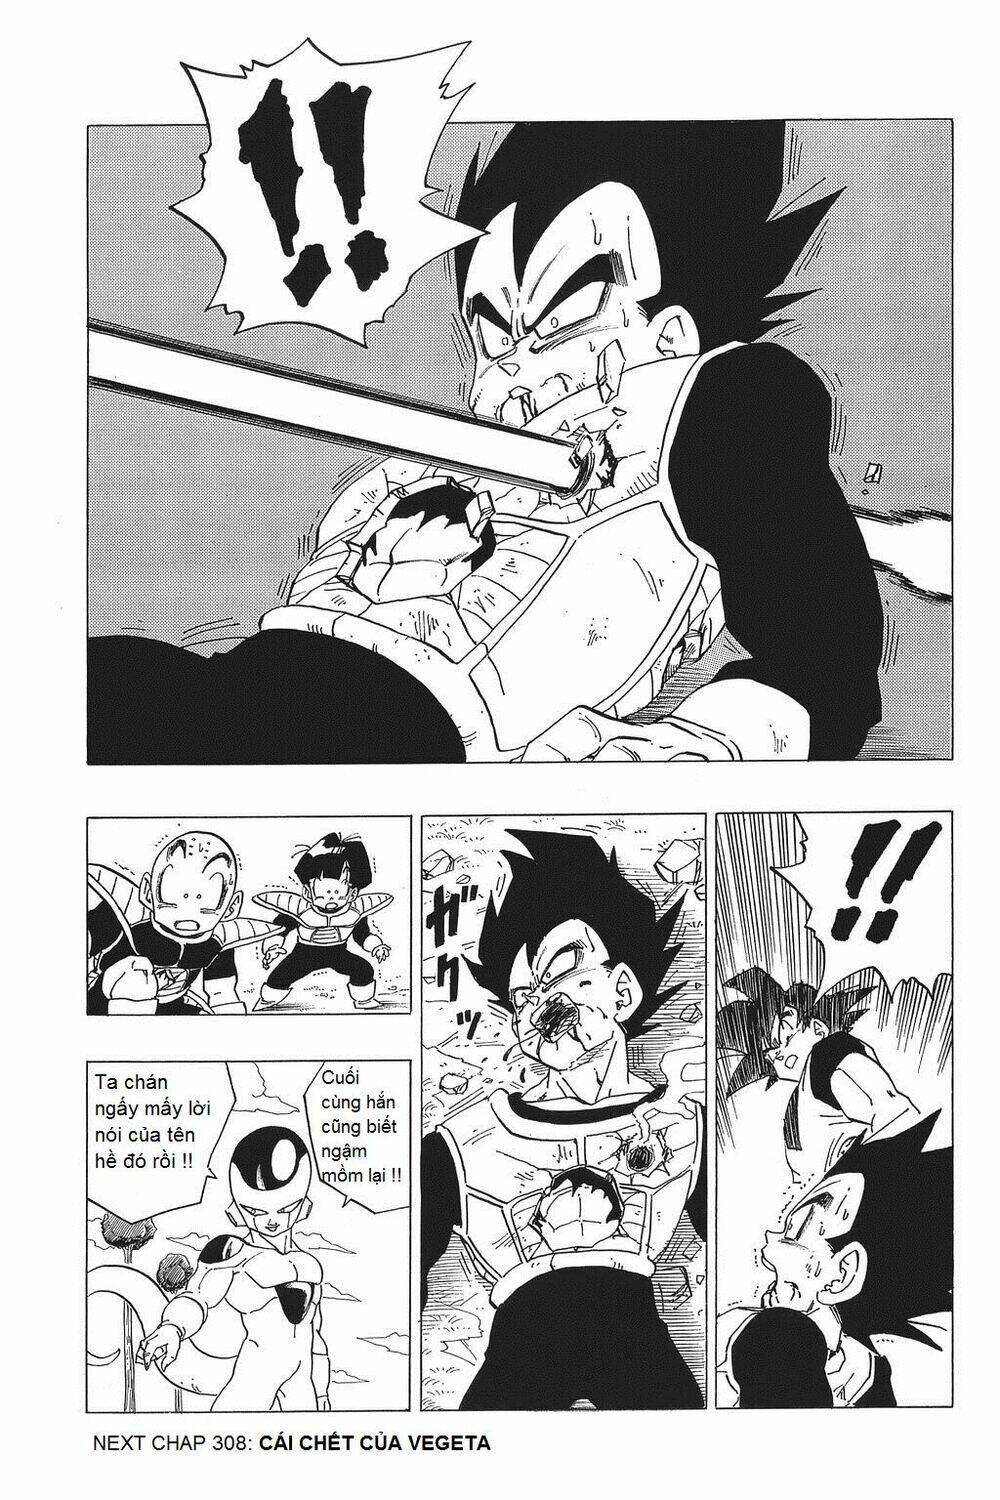 !!
!!
ガクッ
Ta chán
ngấy mấy lời
nói của tên
hề đó rồi !!
Cuối
cùng hắn
cũng biết
ngậm
mồm lại !!
NEXT CHAP 308: CÁI CHẾT CỦA VEGETA